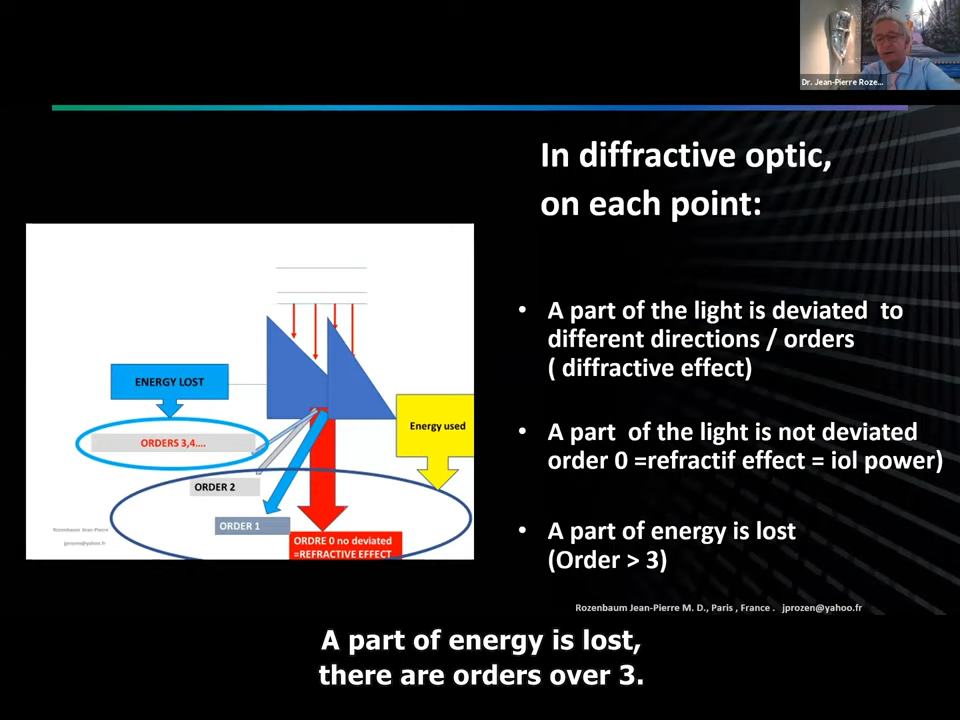 Dr. Jean-Pierre Roze...
In diffractive optic,
on each point:
• A part of the light is deviated to
different directions / orders
( diffractive effect)
• A part of the light is not deviated
order 0 =refractif effect = iol power)
• A part of energy is lost
(Order > 3)
ENERGY LOST
ORDERS 3,4....
Energy used
ORDER 2
ORDER 1
ORDRE 0 no deviated
=REFRACTIVE EFFECT
Rozenbaum Jean-Pierre
jprozen@yahoo.fr
Rozenbaum Jean-Pierre M. D., Paris , France . jprozen@yahoo.fr
A part of energy is lost,
there are orders over 3.